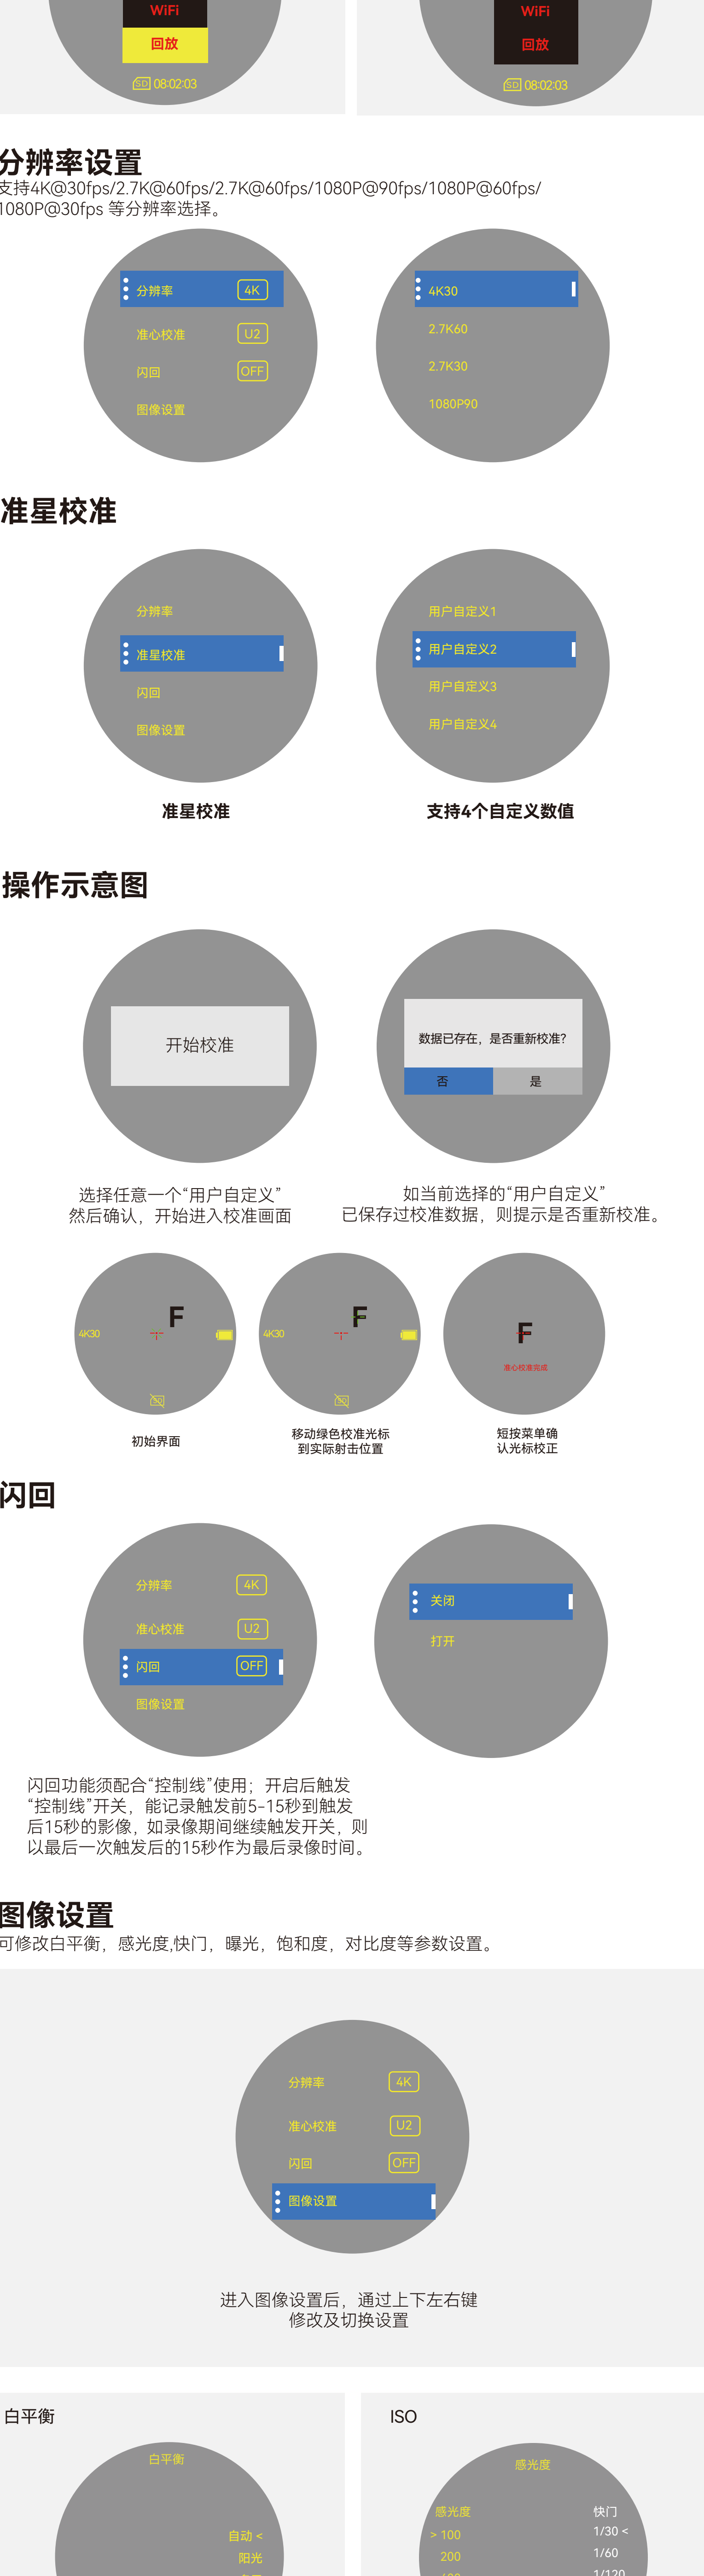 WiFi
回放
SD 08:02:03
WiFi
回放
SD 08:02:03
分辨率设置
支持4K@30fps/2.7K@60fps/2.7K@60fps/1080P@90fps/1080P@60fps/
1080P@30fps 等分辨率选择。
分辨率 4K
准心校准 U2
闪回 OFF
图像设置
4K30
2.7K60
2.7K30
1080P90
准星校准
分辨率
准星校准
闪回
图像设置
用户自定义1
用户自定义2
用户自定义3
用户自定义4
准星校准
支持4个自定义数值
操作示意图
开始校准
数据已存在，是否重新校准？
否 是
选择任意一个“用户自定义”
然后确认，开始进入校准画面
如当前选择的“用户自定义”
已保存过校准数据，则提示是否重新校准。
F
4K30
SD
F
4K30
SD
F
准心校准完成
初始界面
移动绿色校准光标
到实际射击位置
短按菜单确
认光标校正
闪回
分辨率 4K
准心校准 U2
闪回 OFF
图像设置
关闭
打开
闪回功能须配合“控制线”使用；开启后触发
“控制线”开关，能记录触发前5-15秒到触发
后15秒的影像，如录像期间继续触发开关，则
以最后一次触发后的15秒作为最后录像时间。
图像设置
可修改白平衡，感光度,快门，曝光，饱和度，对比度等参数设置。
分辨率 4K
准心校准 U2
闪回 OFF
图像设置
进入图像设置后，通过上下左右键
修改及切换设置
白平衡
白平衡
自动 <
阳光
ISO
感光度
感光度
> 100
200
快门
1/30 <
1/60
1/120